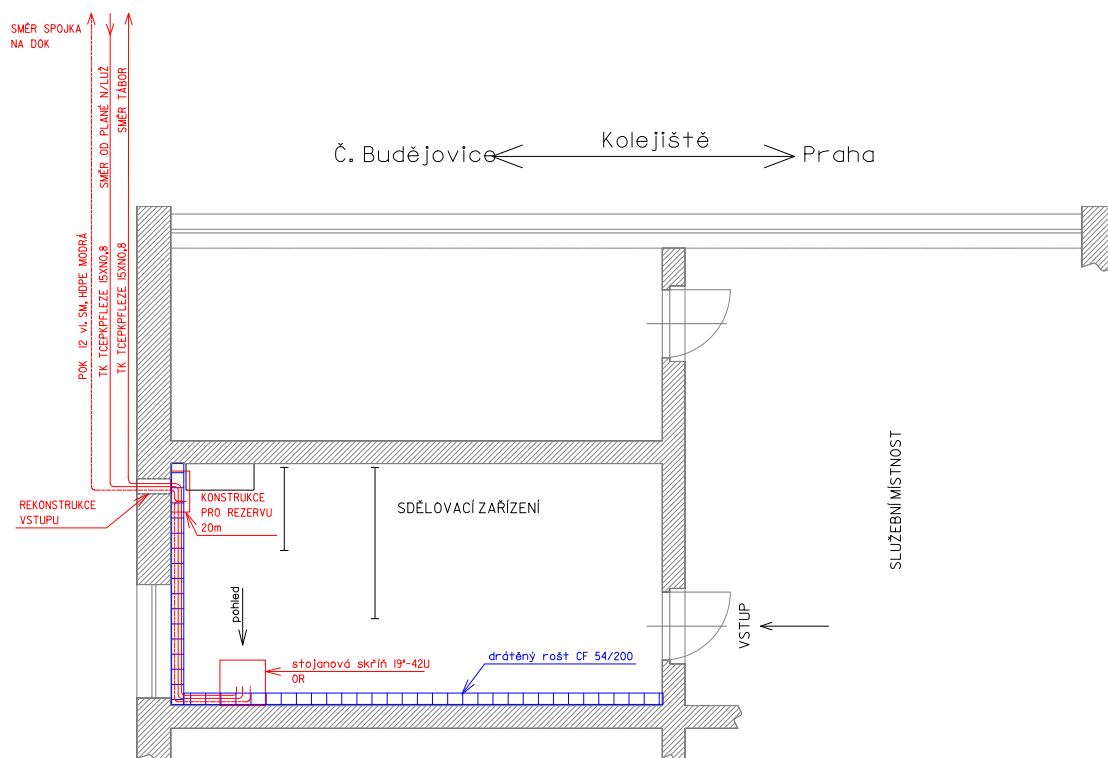 SMĚR SPOJKA
NA DOK
SMĚR OD PLANÉ N/LUŽ
SMĚR TÁBOR
POK 12 vl. SM, HDPE MODRÁ
TK TCEPKPFLEZE 15XN0,8
TK TCEPKPFLEZE 15XN0,8
Č. Budějovice
Kolejiště
Praha
REKONSTRUKCE
VSTUPU
KONSTRUKCE
PRO REZERVU
20m
SDĚLOVACÍ ZAŘÍZENÍ
SLUŽEBNÍ MÍSTNOST
pohled
VSTUP
stojanová skříň 19"-42U
OR
drátěný rošt CF 54/200